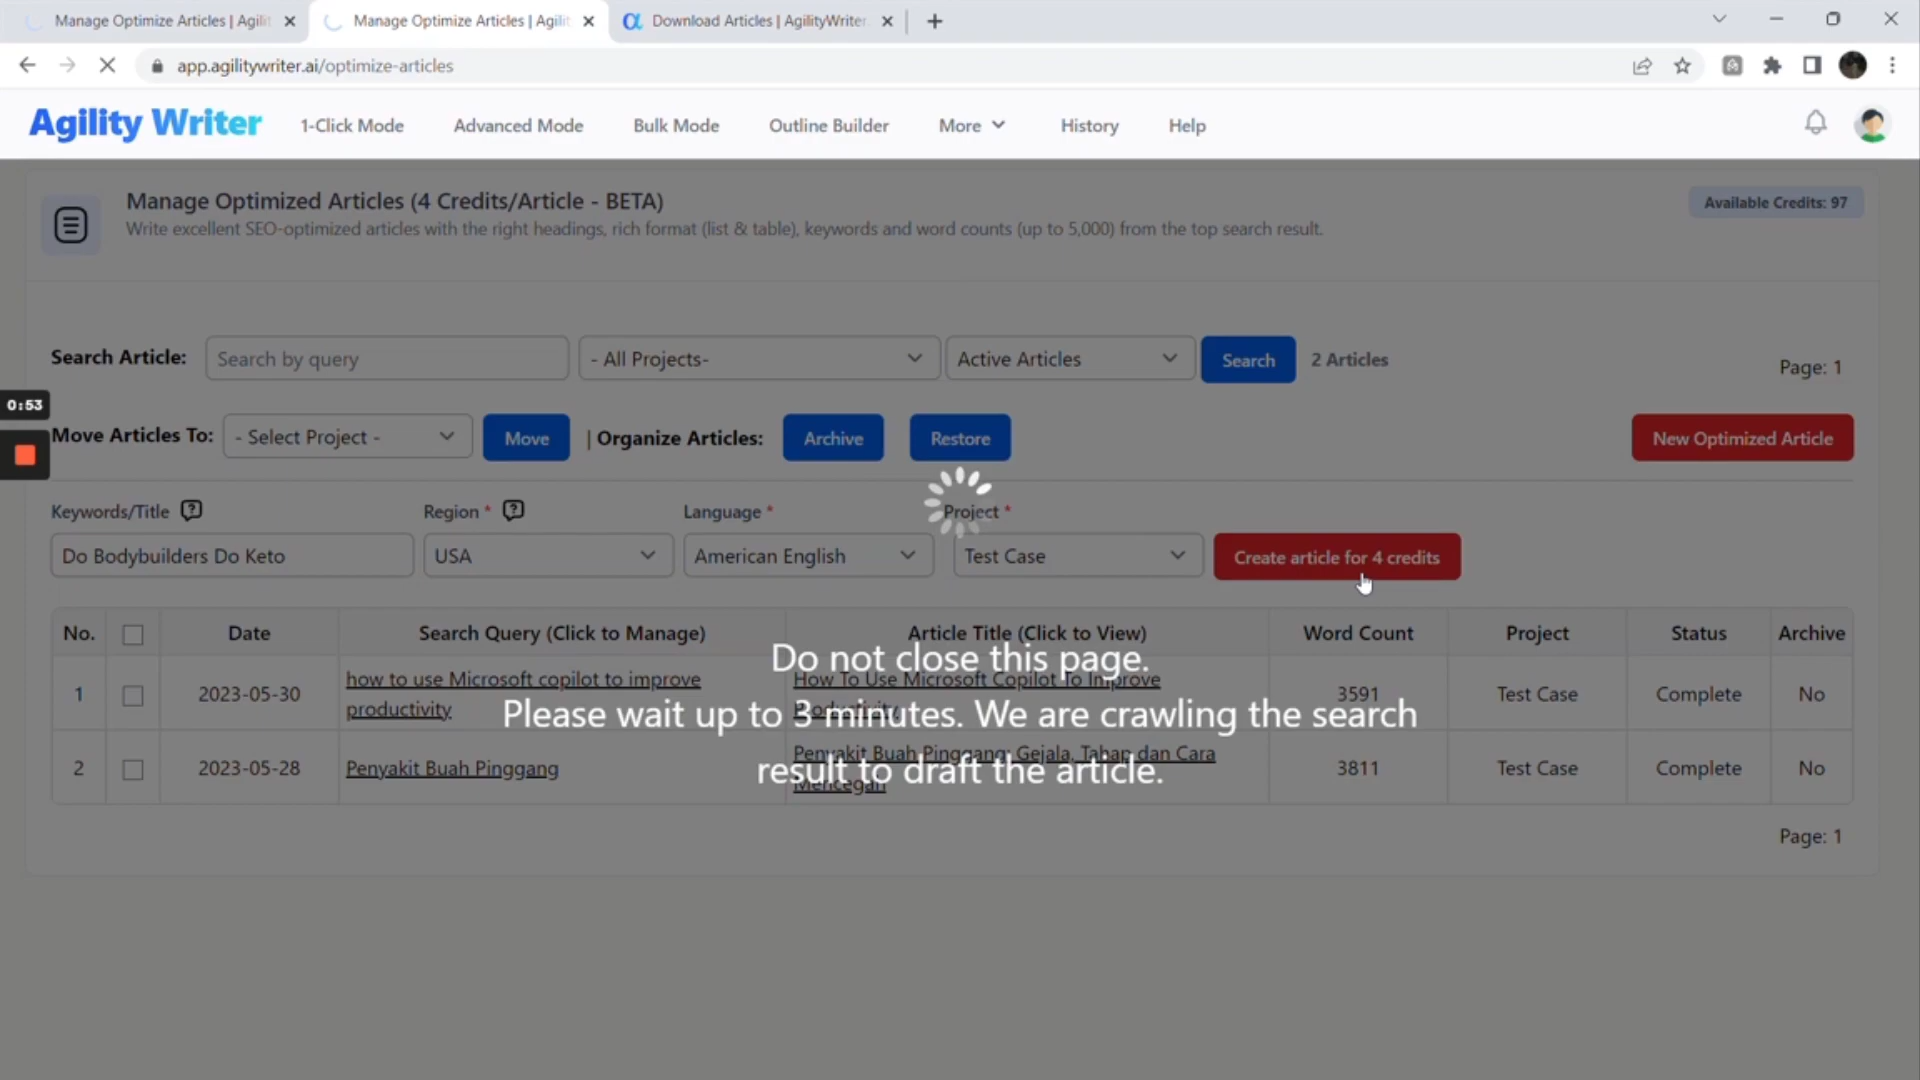 Manage Optimize Articles | Agilit
Manage Optimize Articles | Agilit
Download Articles | AgilityWriter.
app.agilitywriter.ai/optimize-articles
Agility Writer
1-Click Mode
Advanced Mode
Bulk Mode
Outline Builder
More
History
Help
Manage Optimized Articles (4 Credits/Article - BETA)
Available Credits: 97
Write excellent SEO-optimized articles with the right headings, rich format (list & table), keywords and word counts (up to 5,000) from the top search result.
Search Article:
Search by query
- All Projects-
Active Articles
Search
2 Articles
Page: 1
0:53
Move Articles To:
- Select Project -
Move
| Organize Articles:
Archive
Restore
New Optimized Article
Keywords/Title
Region *
Language *
Project *
Do Bodybuilders Do Keto
USA
American English
Test Case
Create article for 4 credits
No.
Date
Search Query (Click to Manage)
Article Title (Click to View)
Word Count
Project
Status
Archive
Do not close this page.
Please wait up to 3 minutes. We are crawling the search
result to draft the article.
1
2023-05-30
how to use Microsoft copilot to improve
productivity
How To Use Microsoft Copilot To Improve
Productivity
3591
Test Case
Complete
No
2
2023-05-28
Penyakit Buah Pinggang
Penyakit Buah Pinggang: Gejala, Tahap dan Cara
Mencegah
3811
Test Case
Complete
No
Page: 1